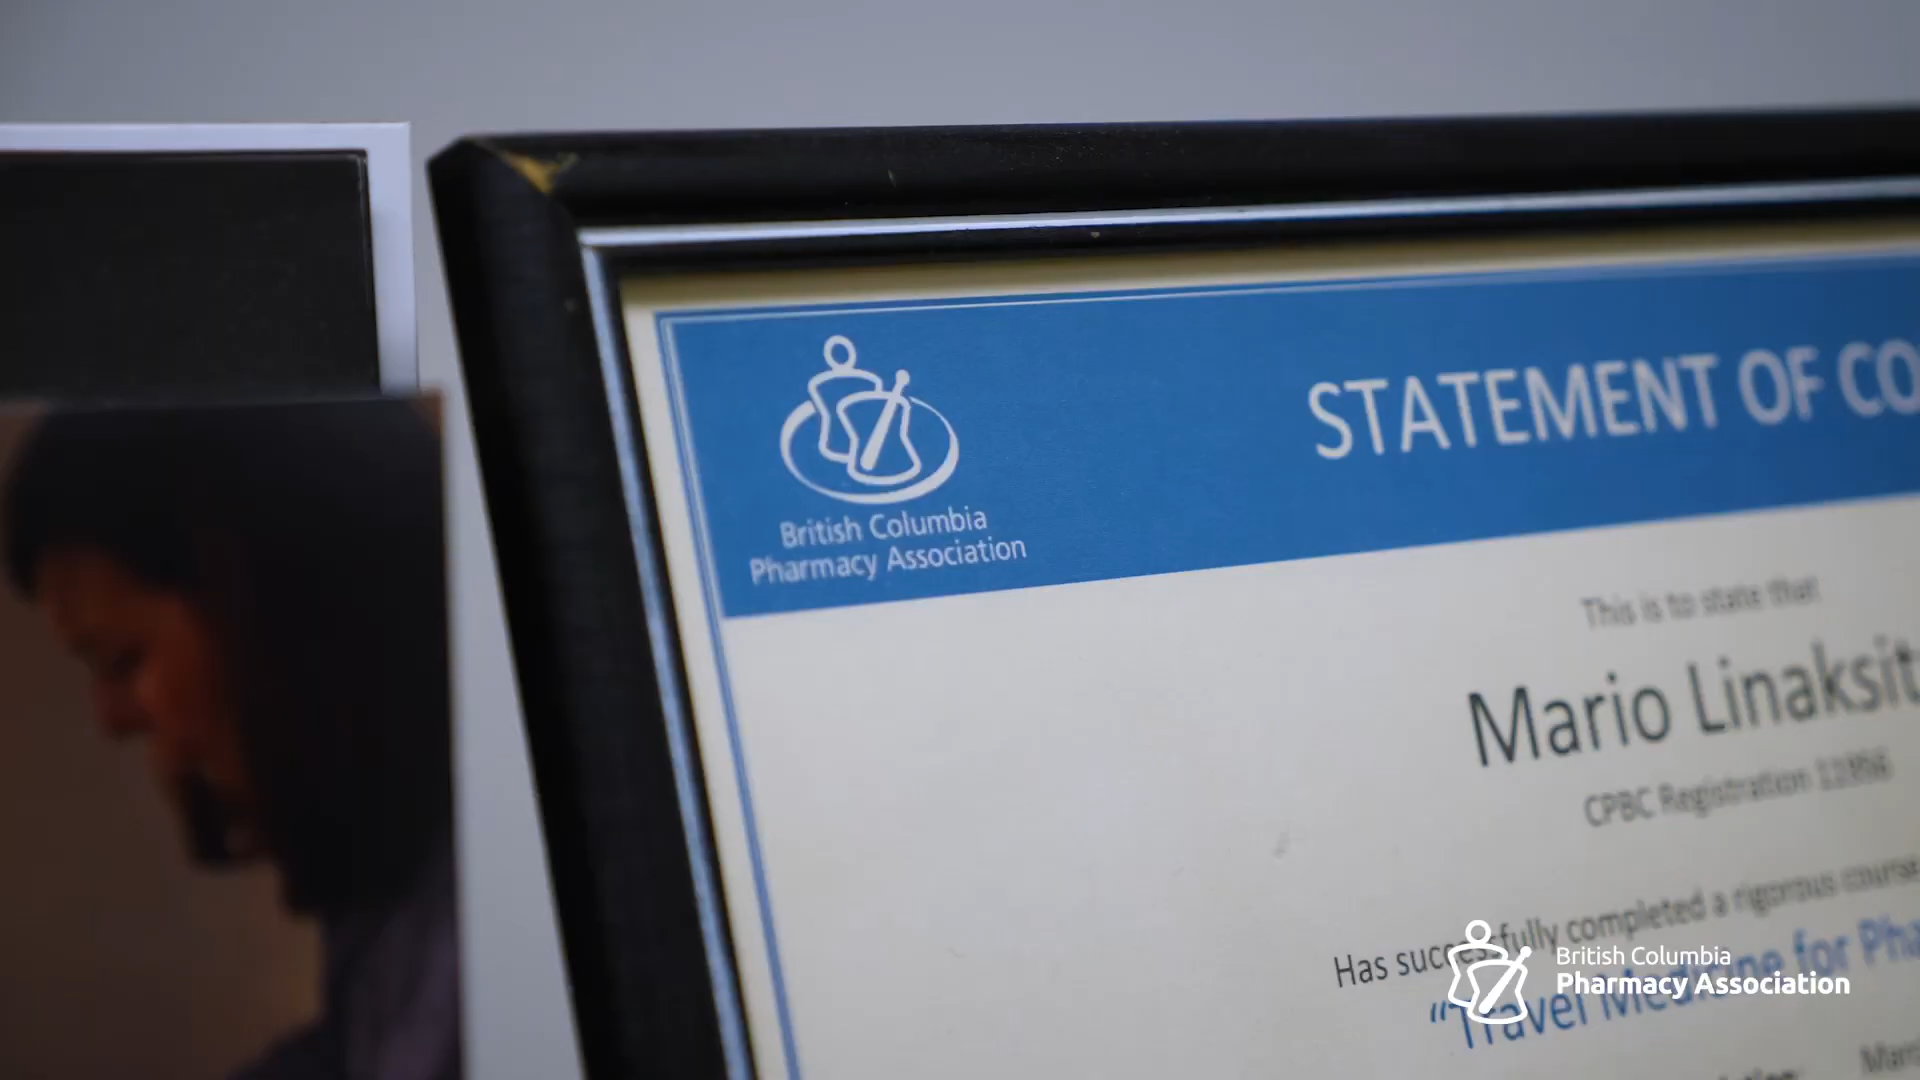 British Columbia
Pharmacy Association
STATEMENT OF CO
This is to state that
Mario Linaksit
CPBC Registration
Has successfully completed a rigorous course
"Travel Medicine for Pha
British Columbia
Pharmacy Association